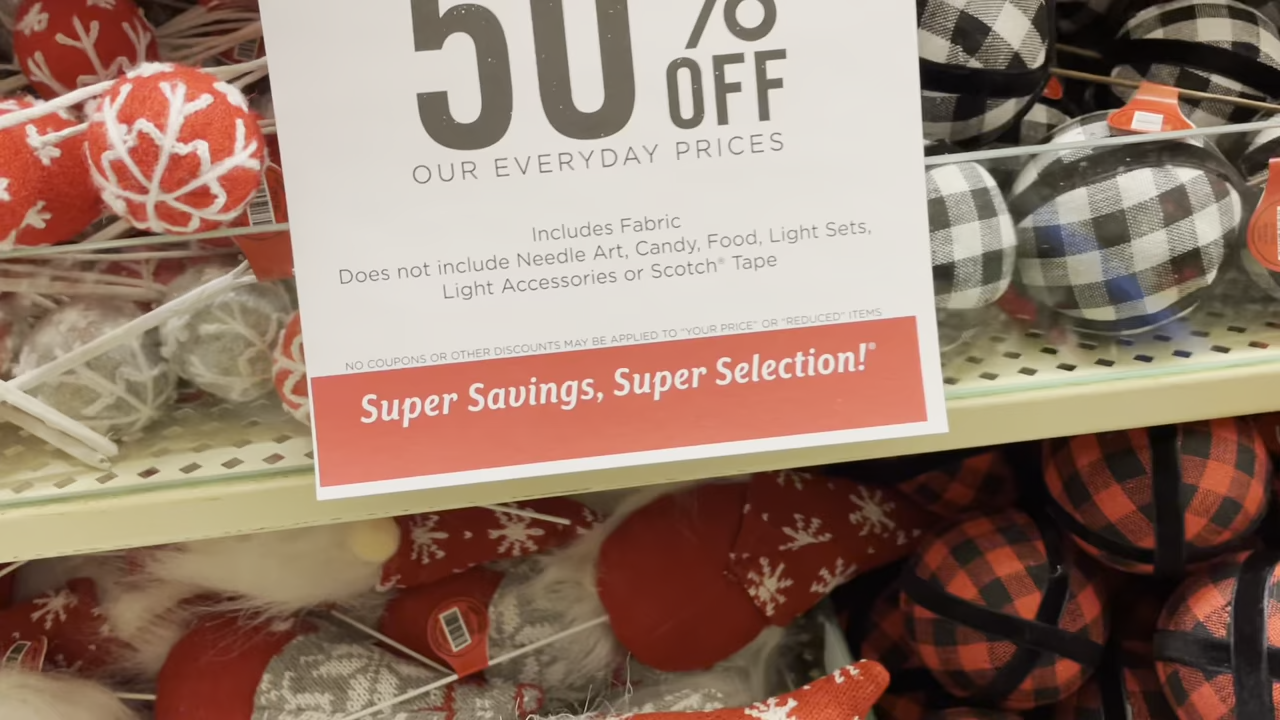 50%
OFF
OUR EVERYDAY PRICES
Includes Fabric
Does not include Needle Art, Candy, Food, Light Sets,
Light Accessories or Scotch® Tape
NO COUPONS OR OTHER DISCOUNTS MAY BE APPLIED TO "YOUR PRICE" OR "REDUCED" ITEMS
Super Savings, Super Selection!®